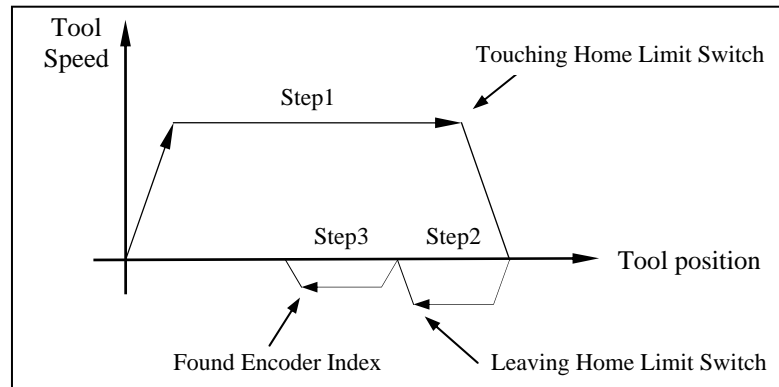 Tool
Speed
Touching Home Limit Switch
Step1
Step3
Step2
Tool position
Found Encoder Index
Leaving Home Limit Switch